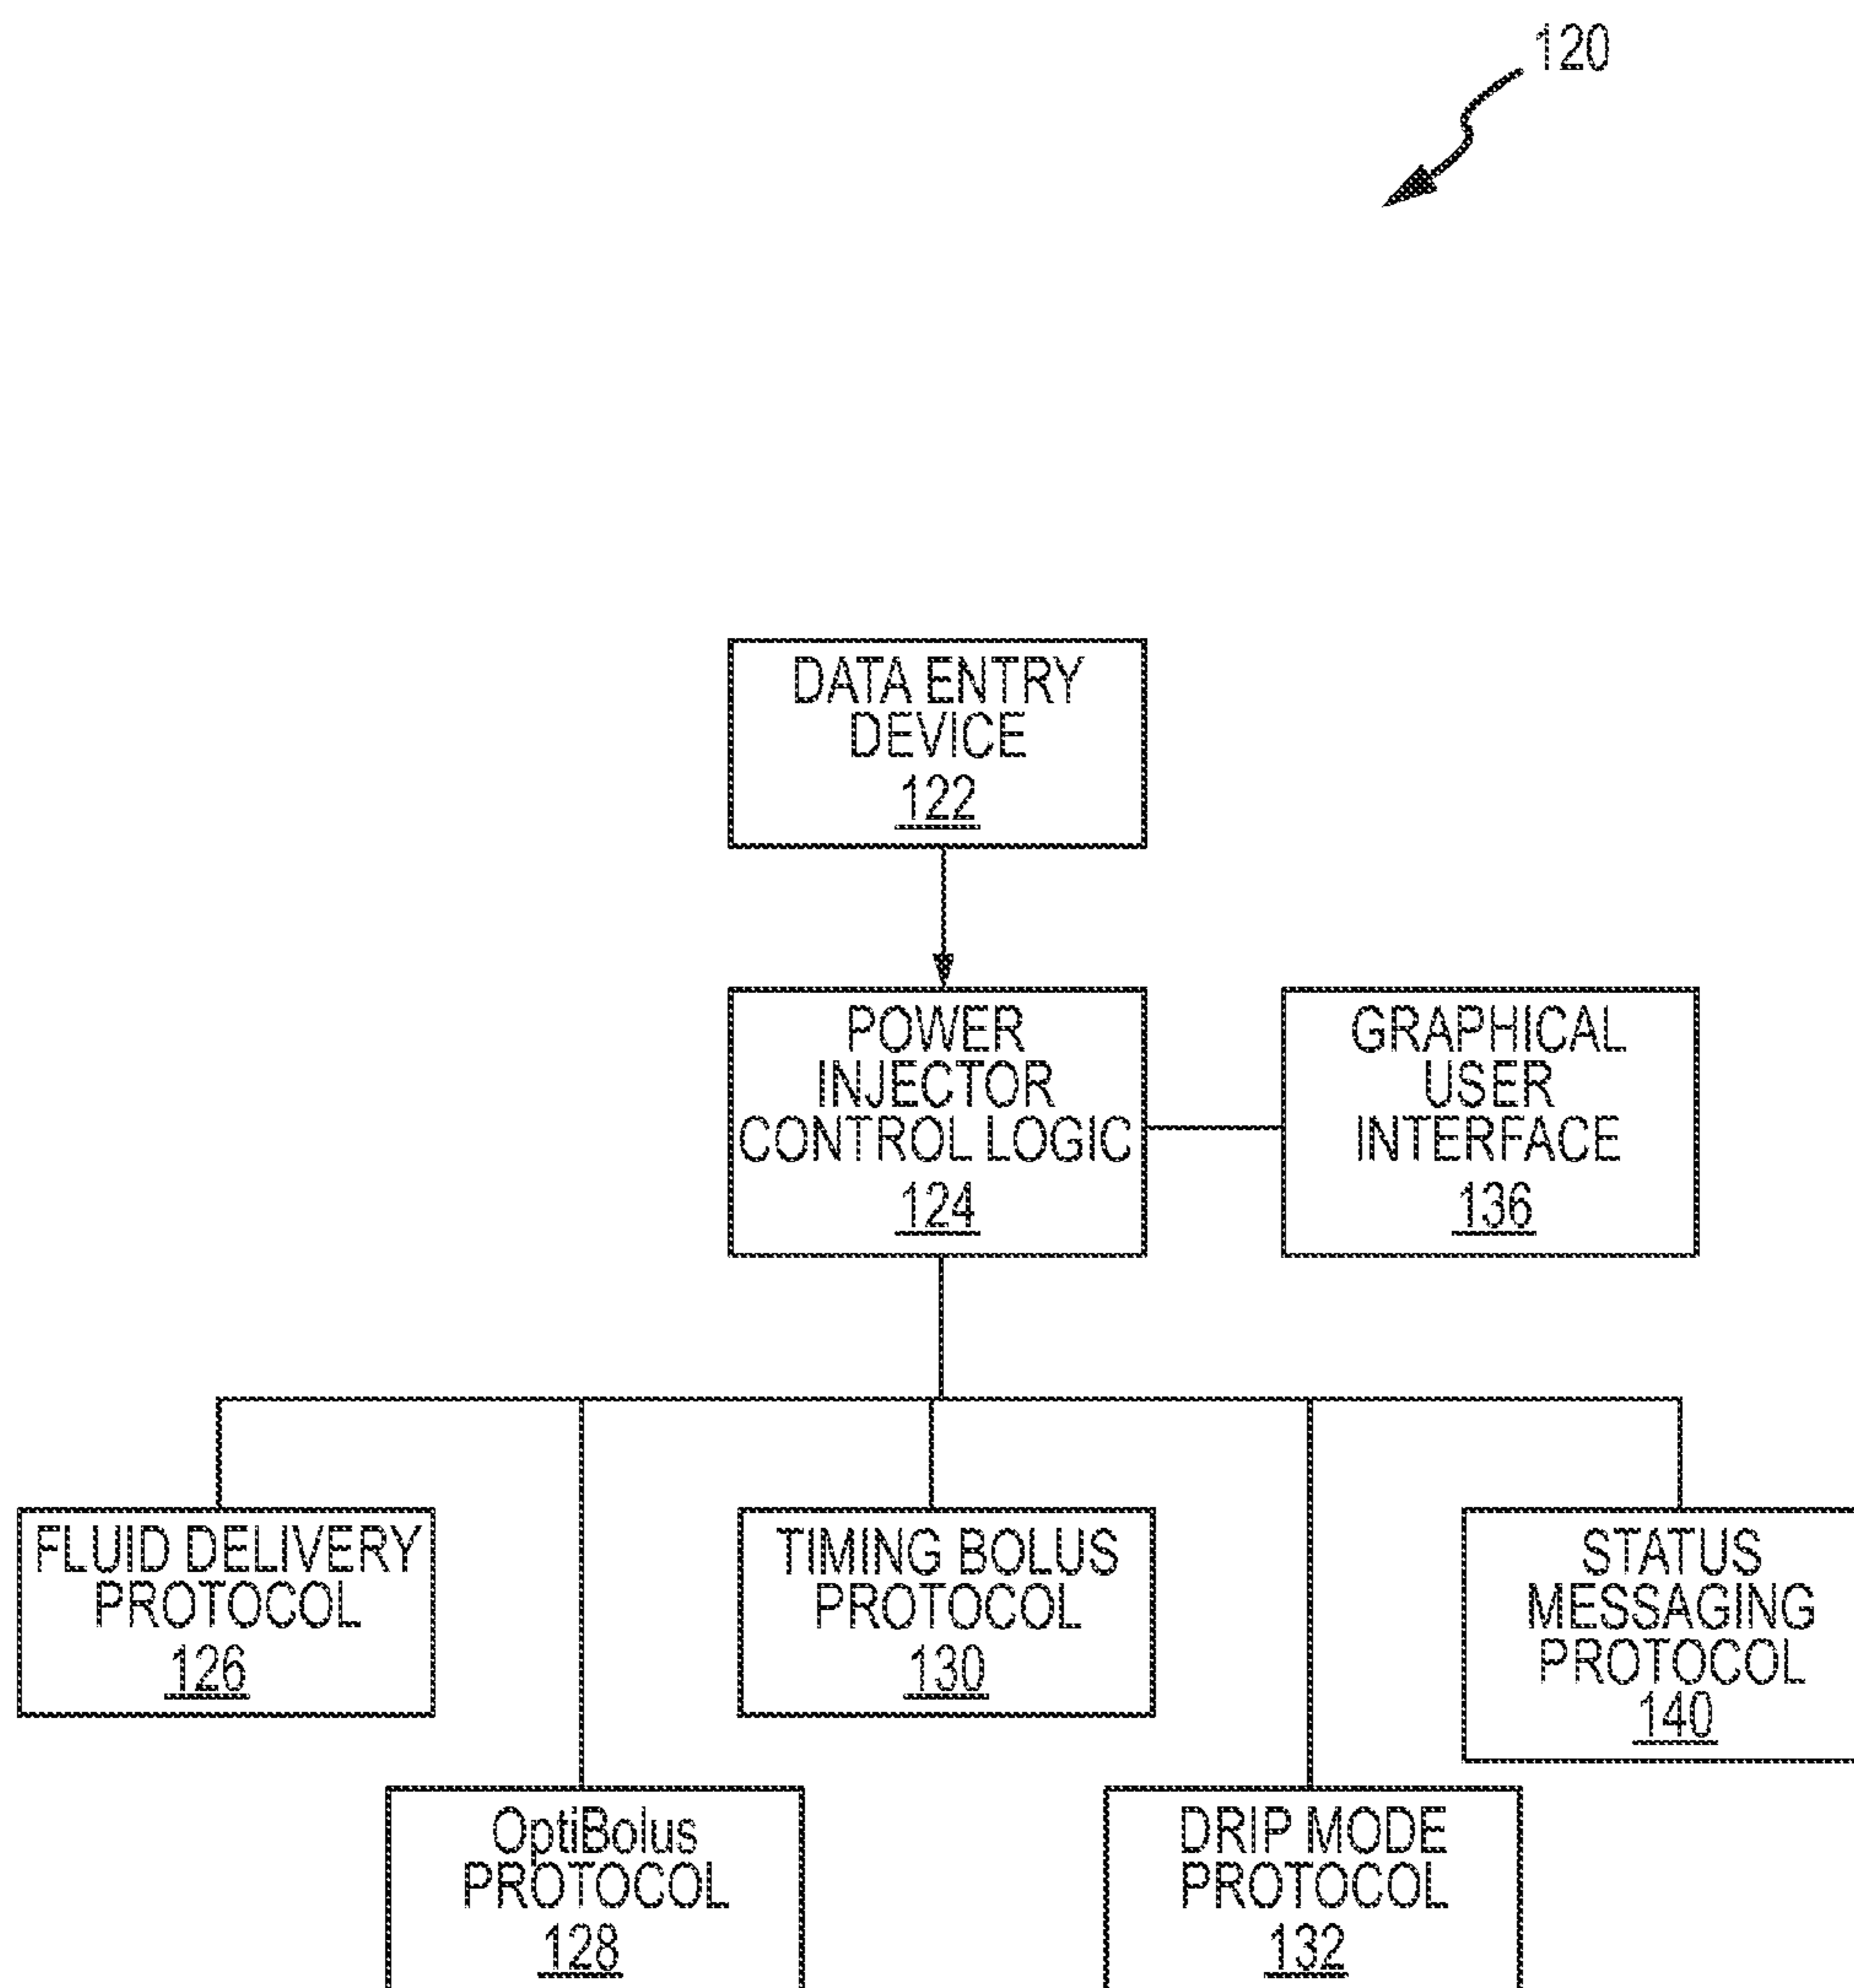 120
DATA ENTRY
DEVICE
122
POWER
INJECTOR
CONTROL LOGIC
124
GRAPHICAL
USER
INTERFACE
136
FLUID DELIVERY
PROTOCOL
126
TIMING BOLUS
PROTOCOL
130
STATUS
MESSAGING
PROTOCOL
140
OptiBolus
PROTOCOL
128
DRIP MODE
PROTOCOL
132